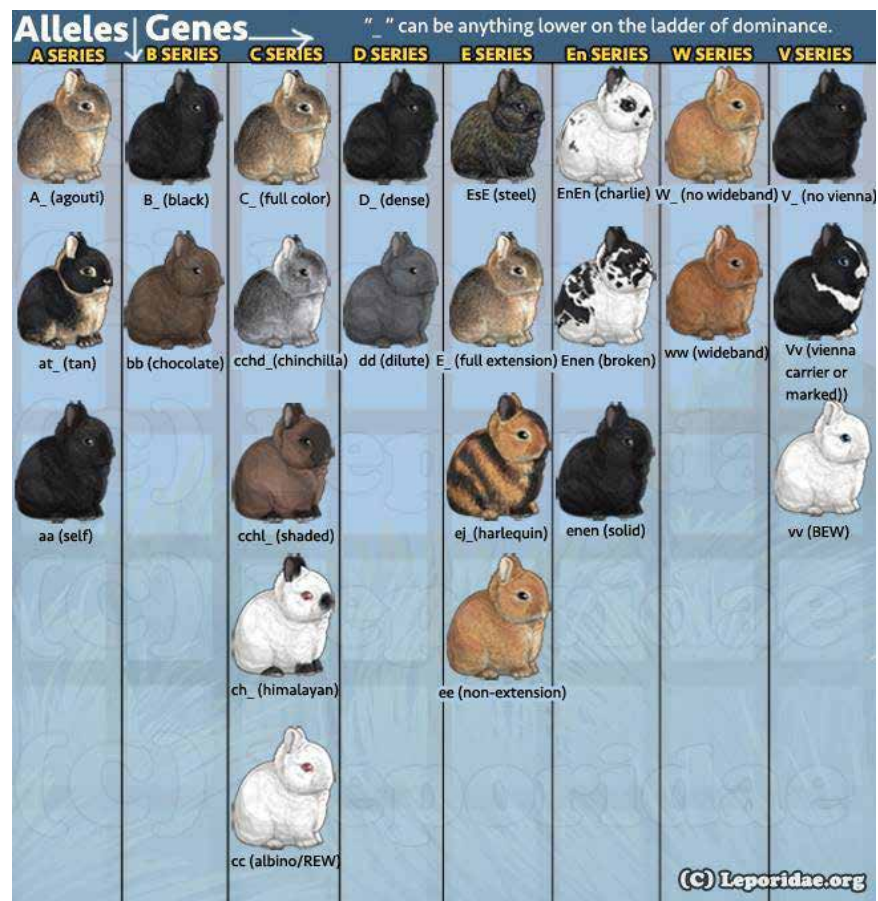 Alleles Genes "_" can be anything lower on the ladder of dominance.
A SERIES B SERIES C SERIES D SERIES E SERIES En SERIES W SERIES V SERIES
A_ (agouti) B_ (black) C_ (full color) D_ (dense) EsE (steel) EnEn (charlie) W_ (no wideband) V_ (no vienna)
at_ (tan) bb (chocolate) cchd_(chinchilla) dd (dilute) E_ (full extension) Enen (broken) ww (wideband) Vv (vienna
carrier or
marked))
aa (self) cchl_ (shaded) ej_(harlequin) enen (solid) vv (BEW)
ch_ (himalayan) ee (non-extension)
cc (albino/REW)
(C) Leporidae.org
(C) Leporidae
(C) Leporidae
(C) Leporidae